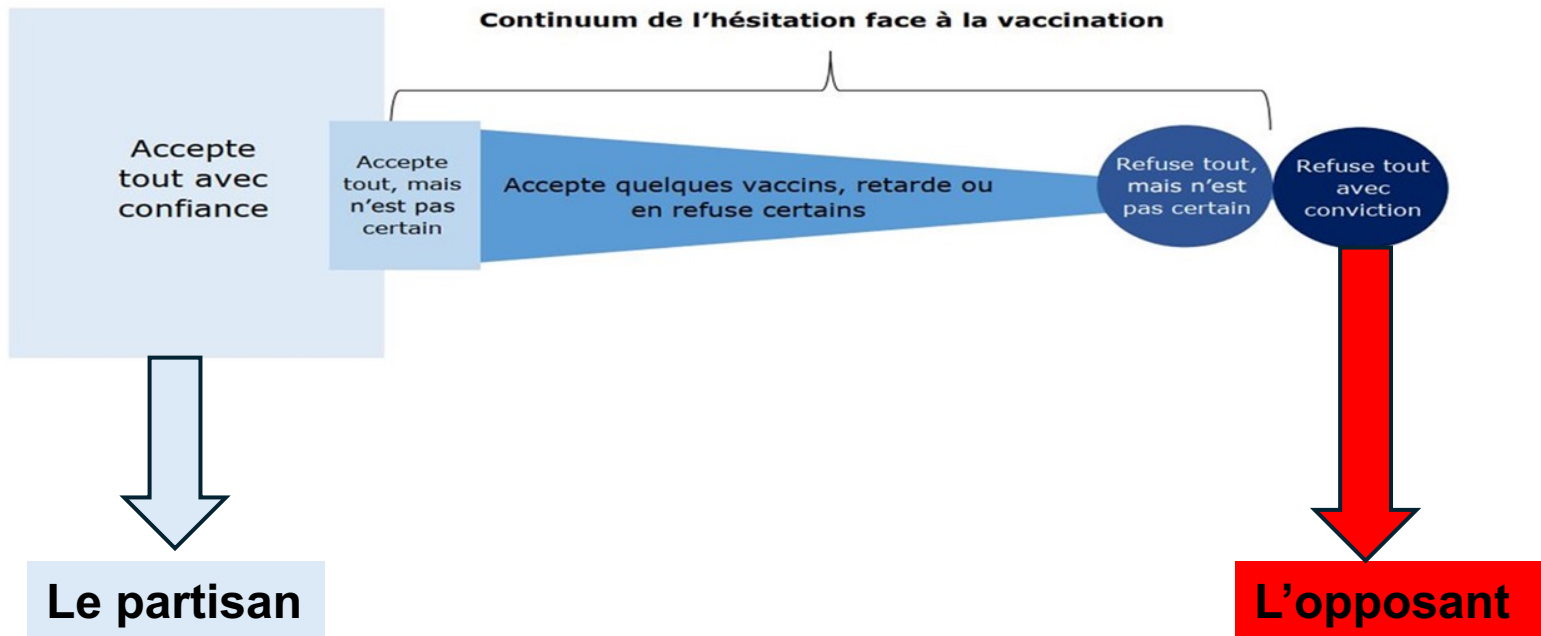 Continuum de l’hésitation face à la vaccination
Accepte
tout avec
confiance
Accepte
tout, mais
n’est pas
certain
Accepte quelques vaccins, retarde ou
en refuse certains
Refuse tout,
mais n’est
pas certain
Refuse tout
avec
conviction
Le partisan
L’opposant